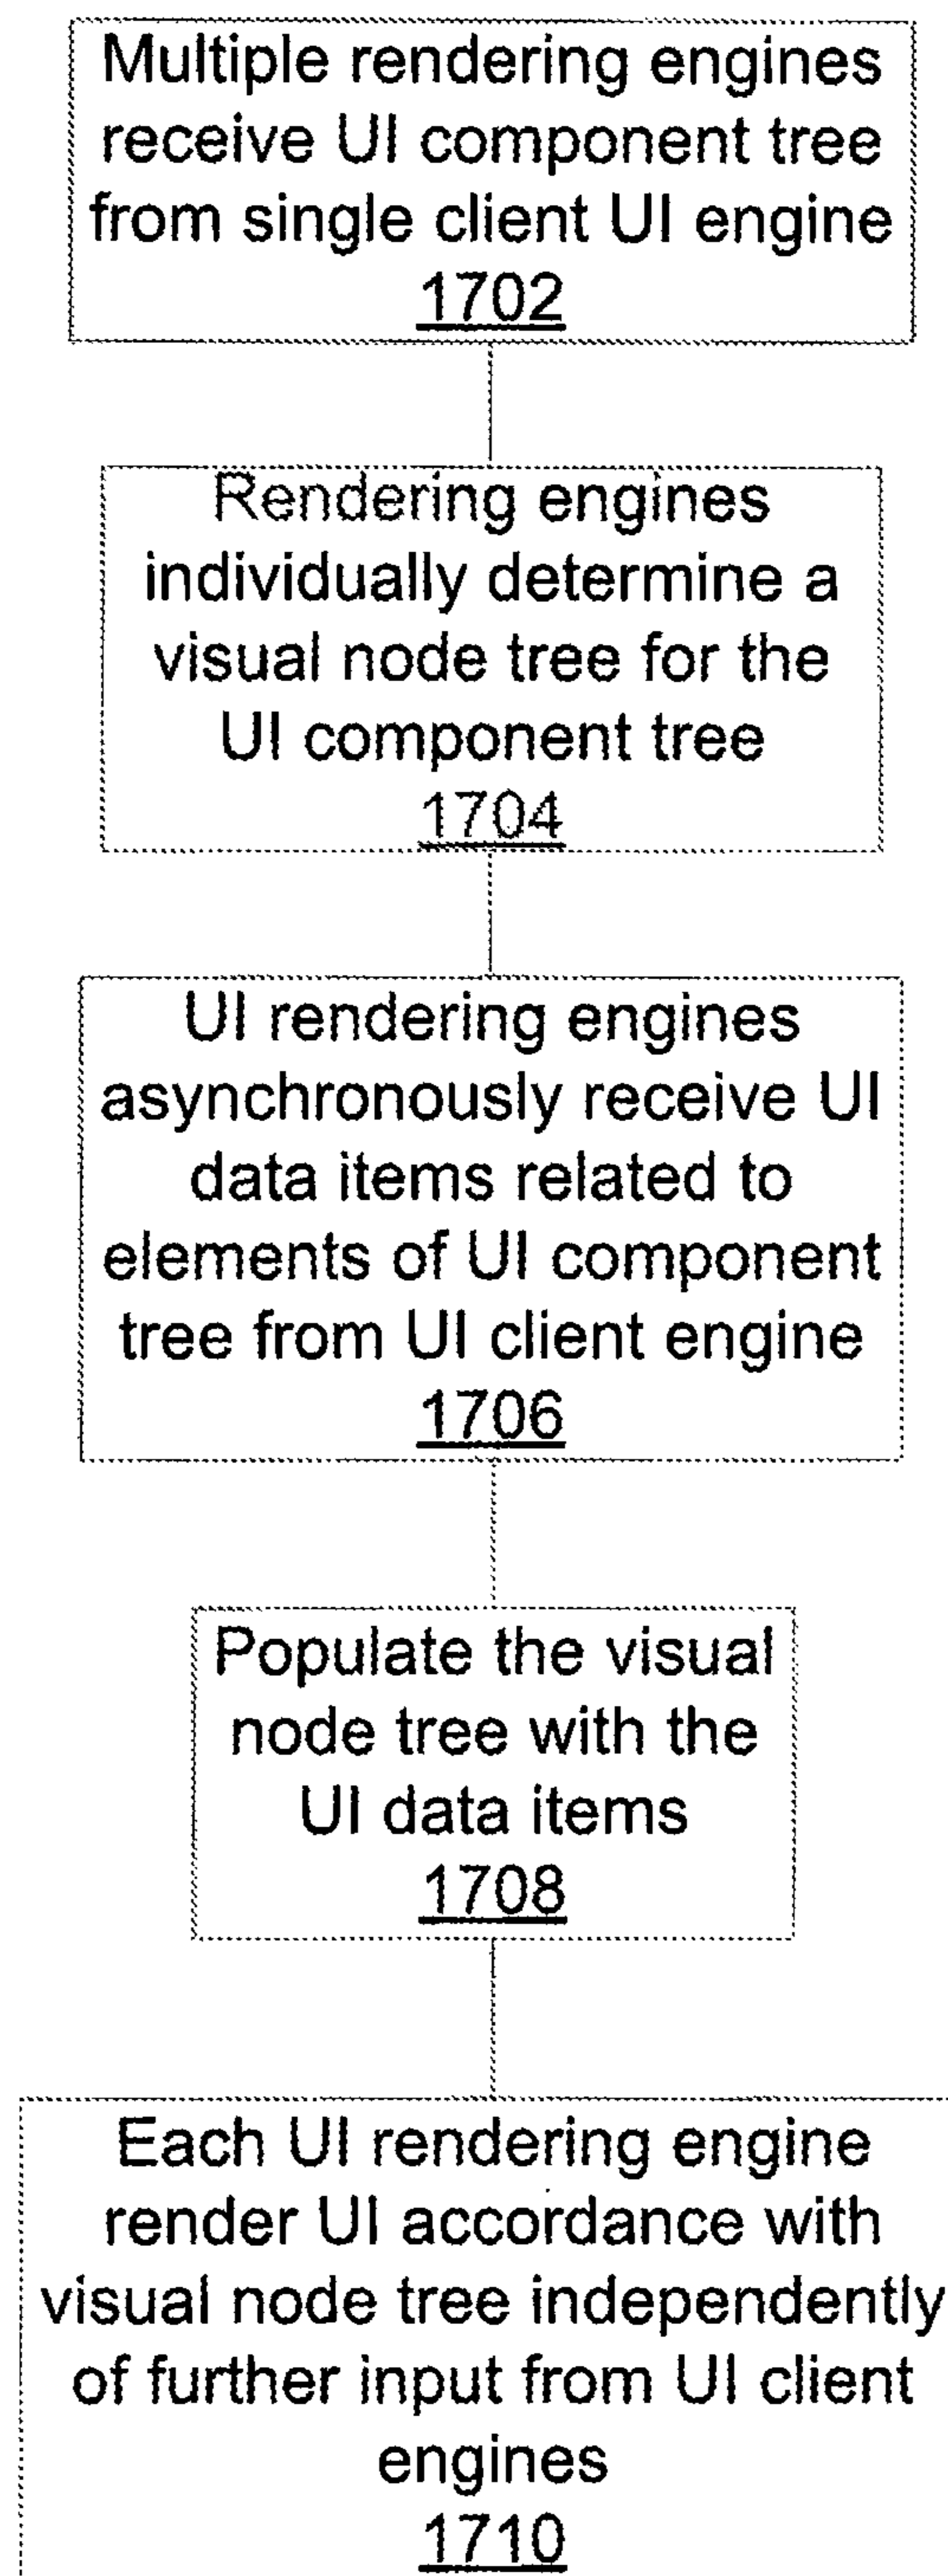 Multiple rendering engines
receive UI component tree
from single client UI engine
1702
Rendering engines
individually determine a
visual node tree for the
UI component tree
1704
UI rendering engines
asynchronously receive UI
data items related to
elements of UI component
tree from UI client engine
1706
Populate the visual
node tree with the
UI data items
1708
Each UI rendering engine
render UI accordance with
visual node tree independently
of further input from UI client
engines
1710